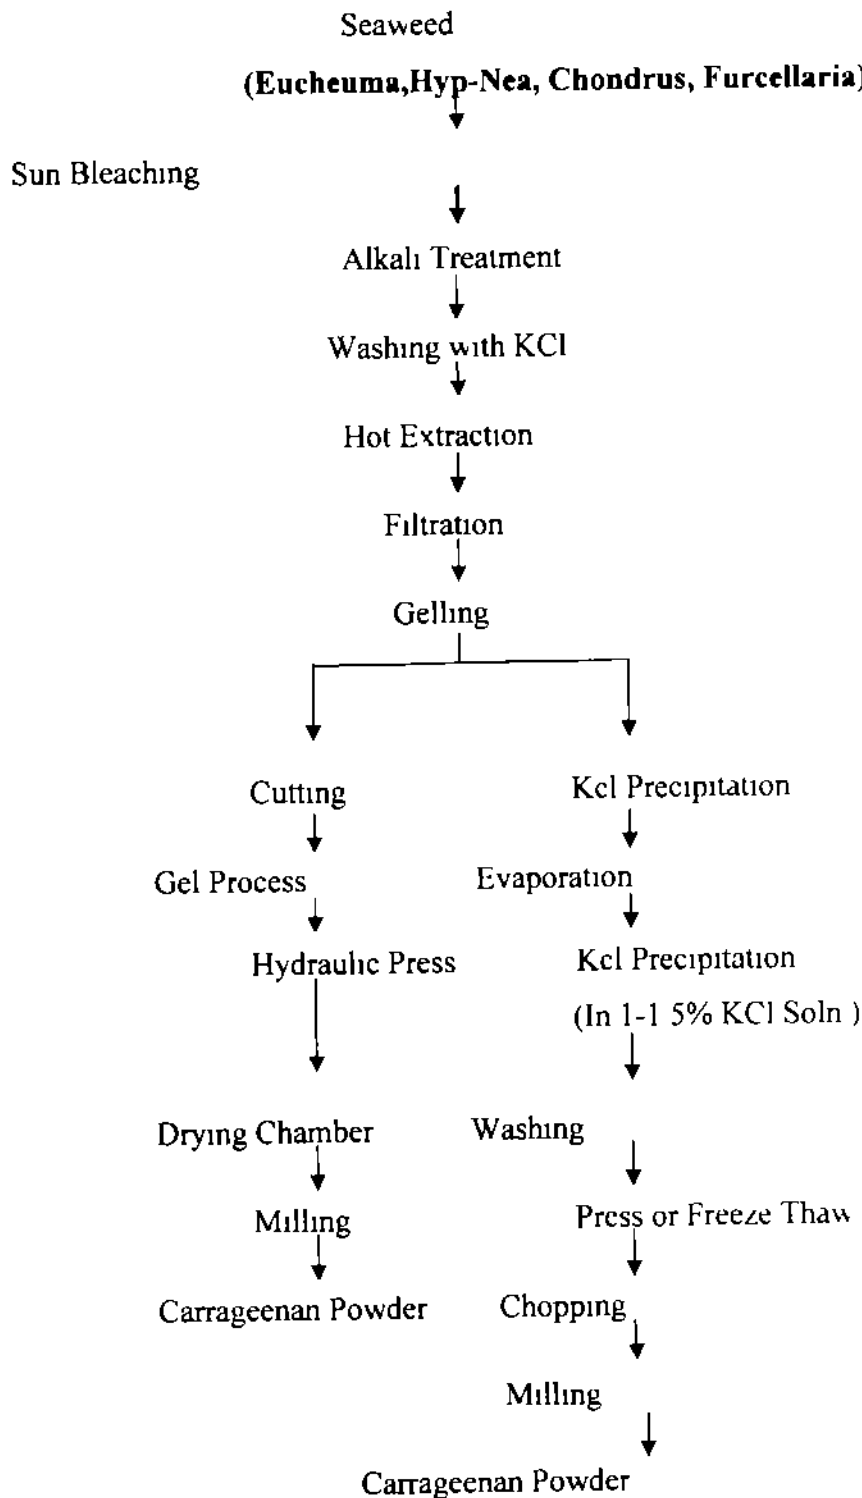 Seaweed
(Eucheuma,Hyp-Nea, Chondrus, Furcellaria)
Sun Bleaching
Alkali Treatment
Washing with KCl
Hot Extraction
Filtration
Gelling
Cutting
Kcl Precipitation
Gel Process
Evaporation
Hydraulic Press
Kcl Precipitation
(In 1-1 5% KCl Soln )
Drying Chamber
Washing
Milling
Press or Freeze Thaw
Carrageenan Powder
Chopping
Milling
Carrageenan Powder